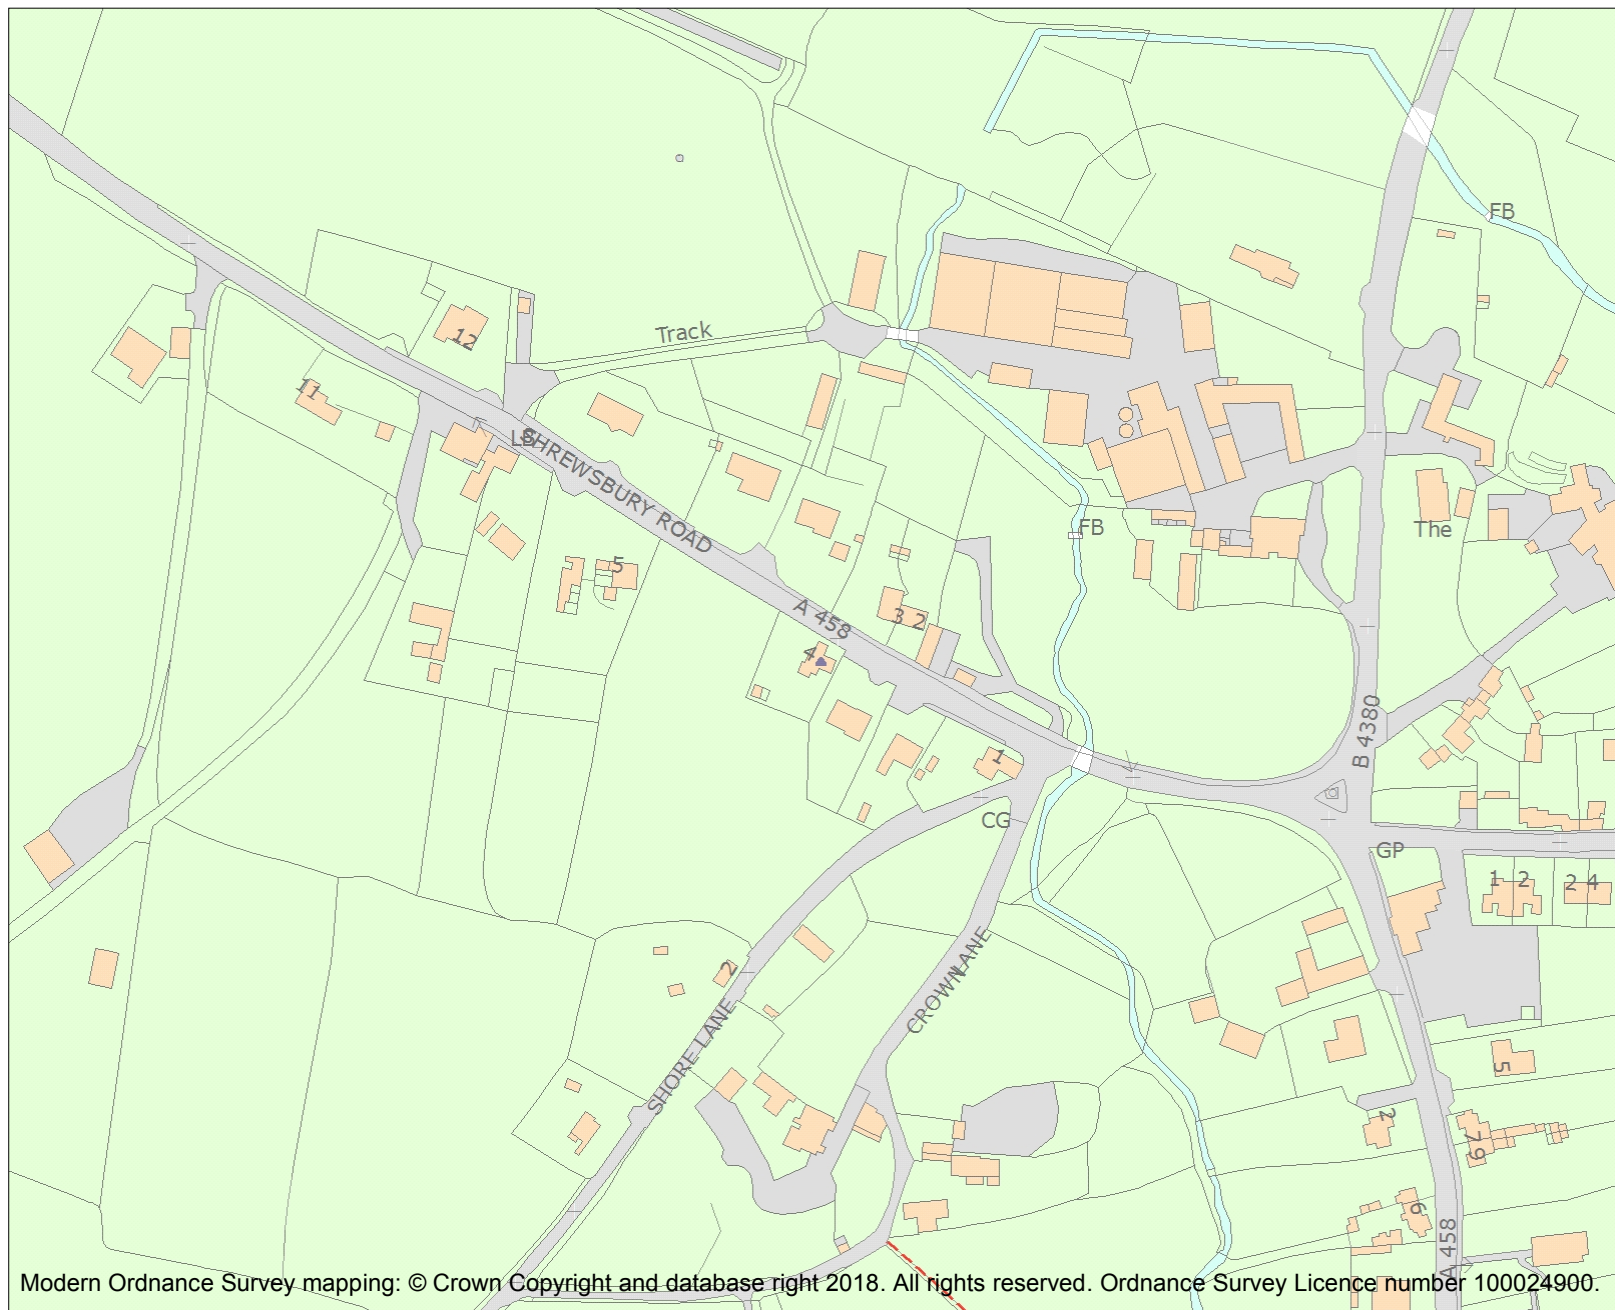 FB
Track
12
11
LB
SHREWSBURY ROAD
FB
The
5
A 458
3 2
4
B 4380
1
CG
GP
1 2
2 4
2
CROWN LANE
SHORE LANE
5
2
79
6
A 458
Modern Ordnance Survey mapping: © Crown Copyright and database right 2018. All rights reserved. Ordnance Survey Licence number 100024900.